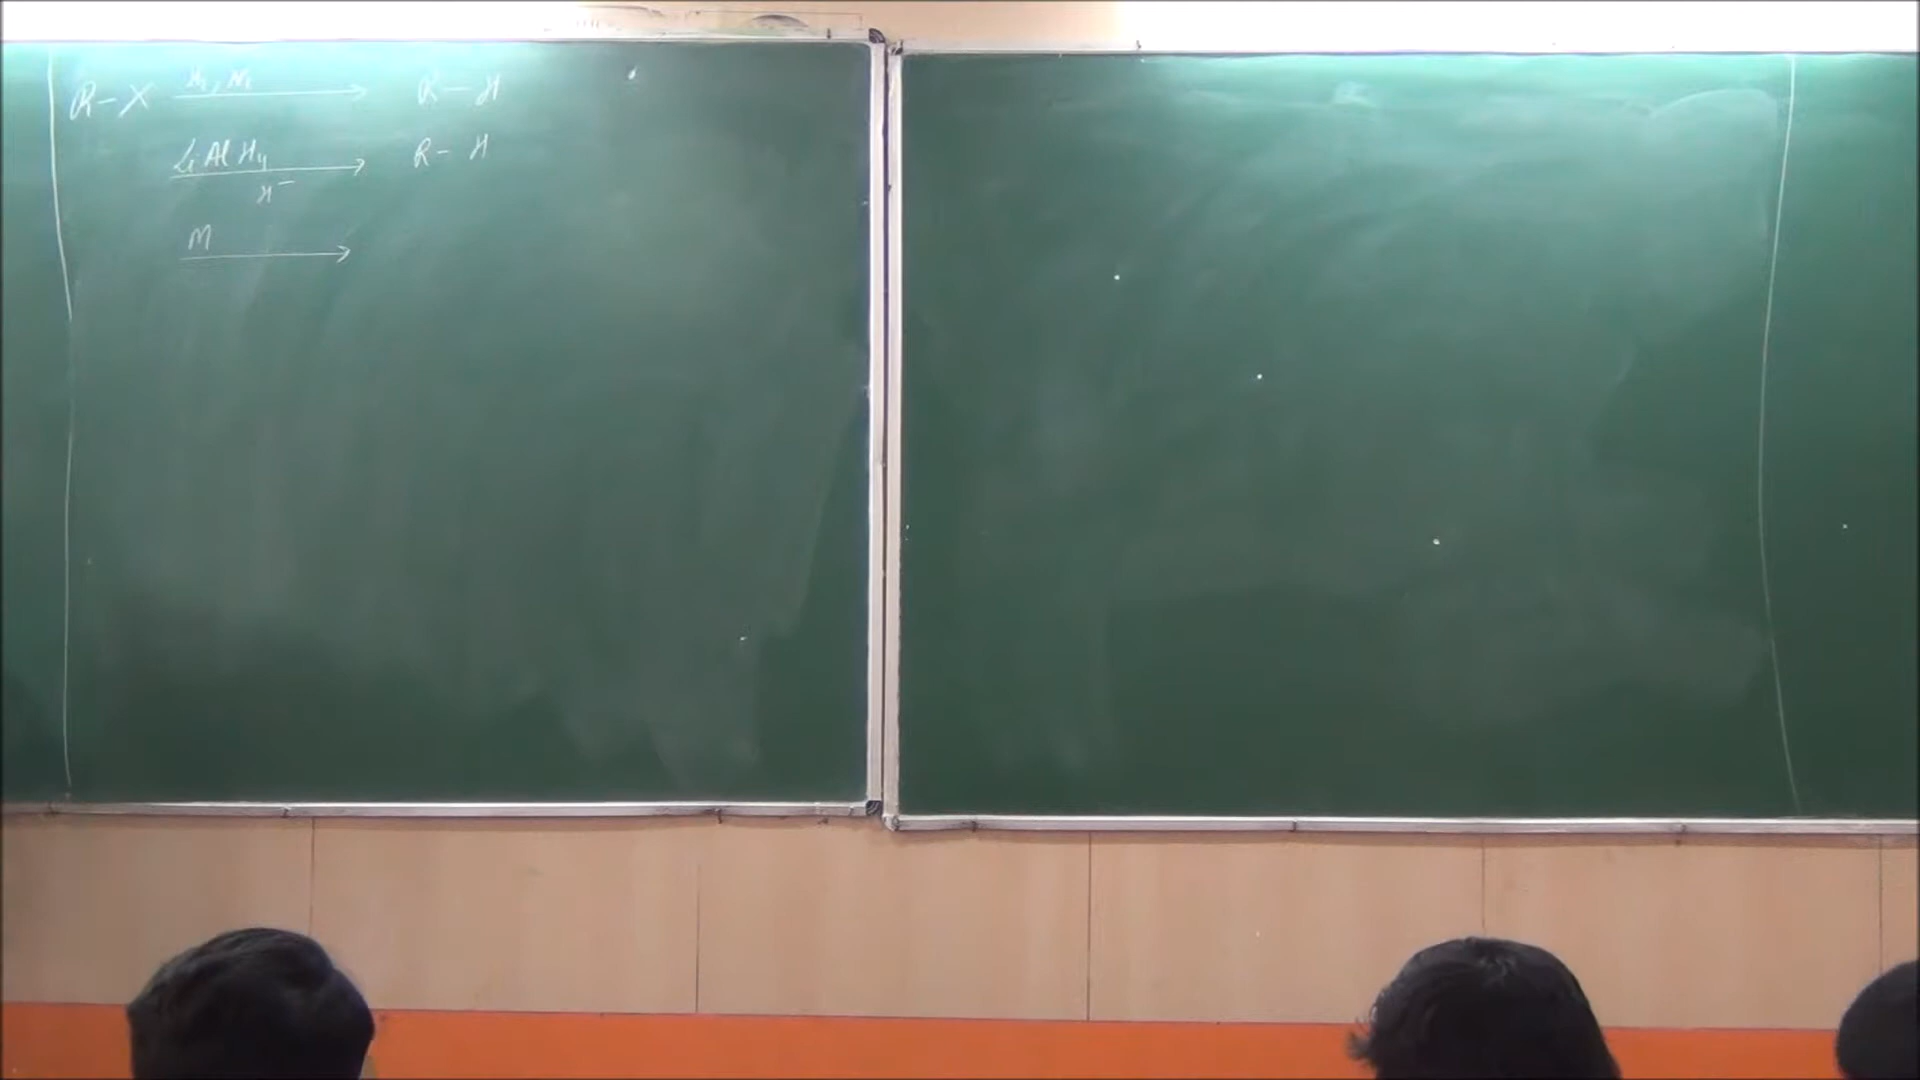 R-X H2, Ni → R-H
LiAlH4 → R-H
H⁻
M →